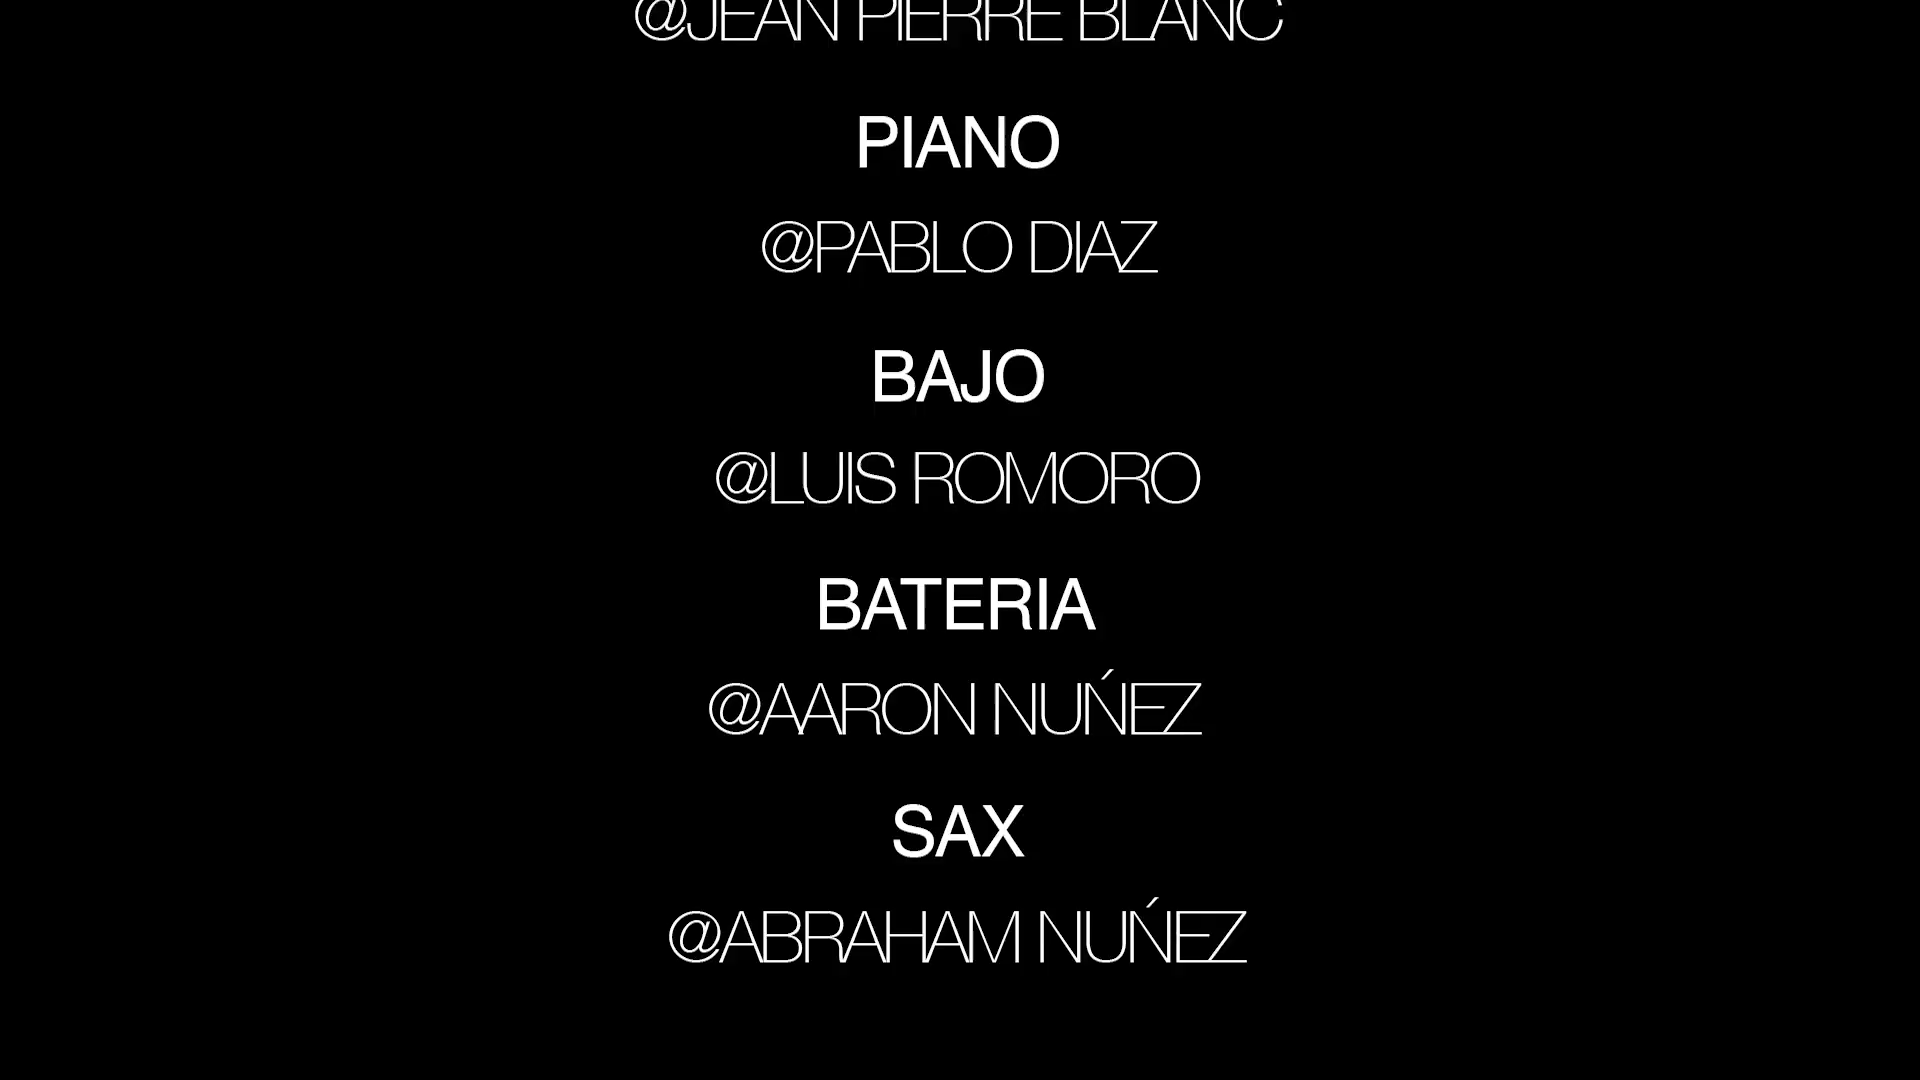 @JEAN PIERRE BLANC
PIANO
@PABLO DIAZ
BAJO
@LUIS ROMORO
BATERIA
@AARON NUŃEZ
SAX
@ABRAHAM NUŃEZ